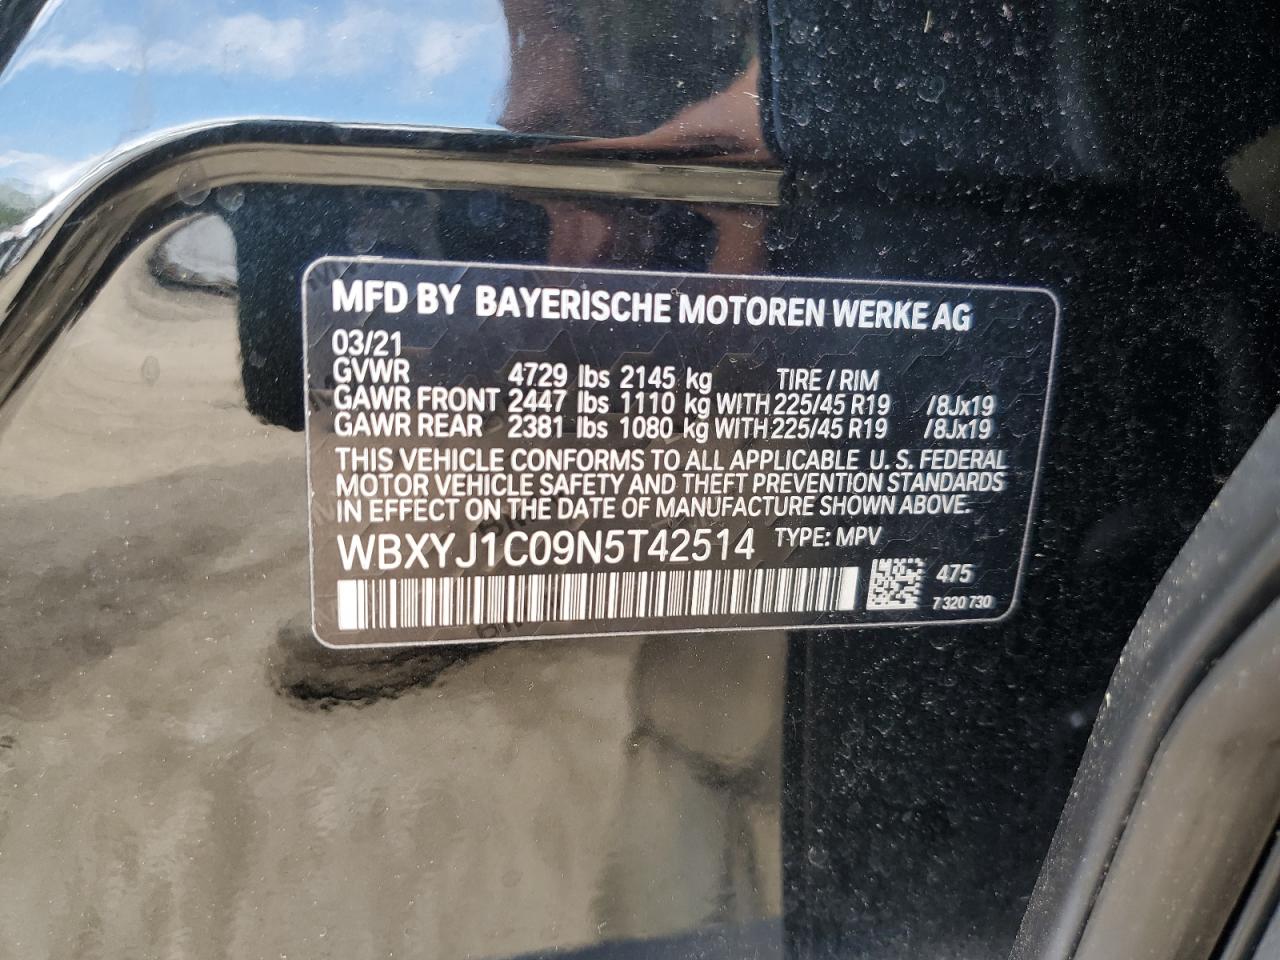 MFD BY BAYERISCHE MOTOREN WERKE AG
03/21
GVWR 4729 lbs 2145 kg TIRE / RIM
GAWR FRONT 2447 lbs 1110 kg WITH 225/45 R19 /8Jx19
GAWR REAR 2381 lbs 1080 kg WITH 225/45 R19 /8Jx19
THIS VEHICLE CONFORMS TO ALL APPLICABLE U. S. FEDERAL
MOTOR VEHICLE SAFETY AND THEFT PREVENTION STANDARDS
IN EFFECT ON THE DATE OF MANUFACTURE SHOWN ABOVE.
WBXYJ1C09N5T42514 TYPE: MPV
475
7 320 730